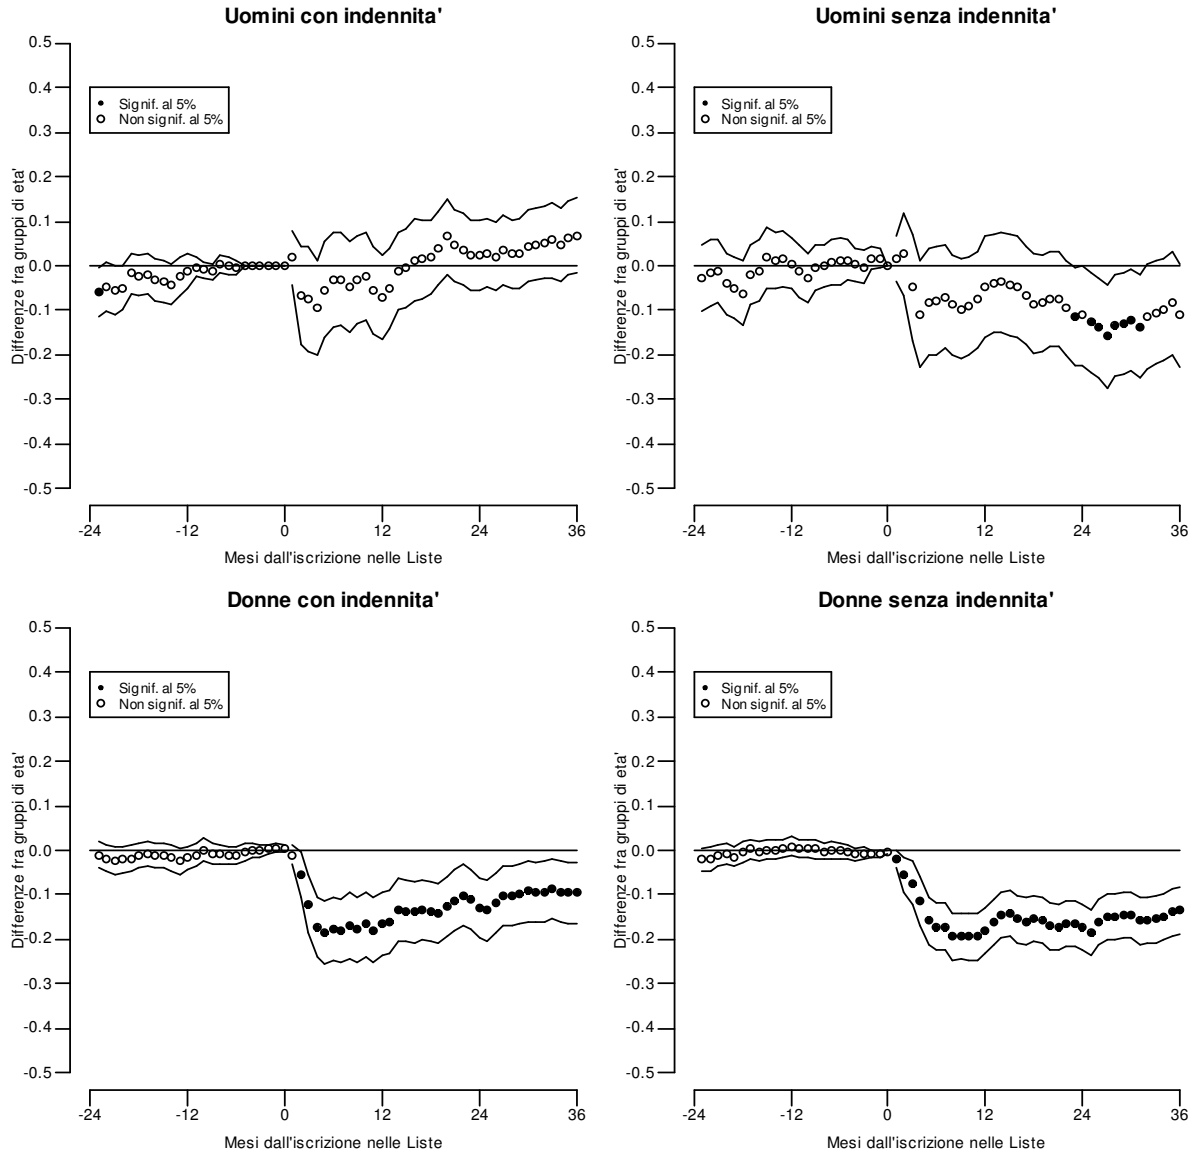 Uomini con indennita'
Differenze fra gruppi di eta'
0.5
0.4
0.3
0.2
0.1
0.0
-0.1
-0.2
-0.3
-0.4
-0.5
Signif. al 5%
Non signif. al 5%
-24 -12 0 12 24 36
Mesi dall'iscrizione nelle Liste
Uomini senza indennita'
Differenze fra gruppi di eta'
0.5
0.4
0.3
0.2
0.1
0.0
-0.1
-0.2
-0.3
-0.4
-0.5
Signif. al 5%
Non signif. al 5%
-24 -12 0 12 24 36
Mesi dall'iscrizione nelle Liste
Donne con indennita'
Differenze fra gruppi di eta'
0.5
0.4
0.3
0.2
0.1
0.0
-0.1
-0.2
-0.3
-0.4
-0.5
Signif. al 5%
Non signif. al 5%
-24 -12 0 12 24 36
Mesi dall'iscrizione nelle Liste
Donne senza indennita'
Differenze fra gruppi di eta'
0.5
0.4
0.3
0.2
0.1
0.0
-0.1
-0.2
-0.3
-0.4
-0.5
Signif. al 5%
Non signif. al 5%
-24 -12 0 12 24 36
Mesi dall'iscrizione nelle Liste